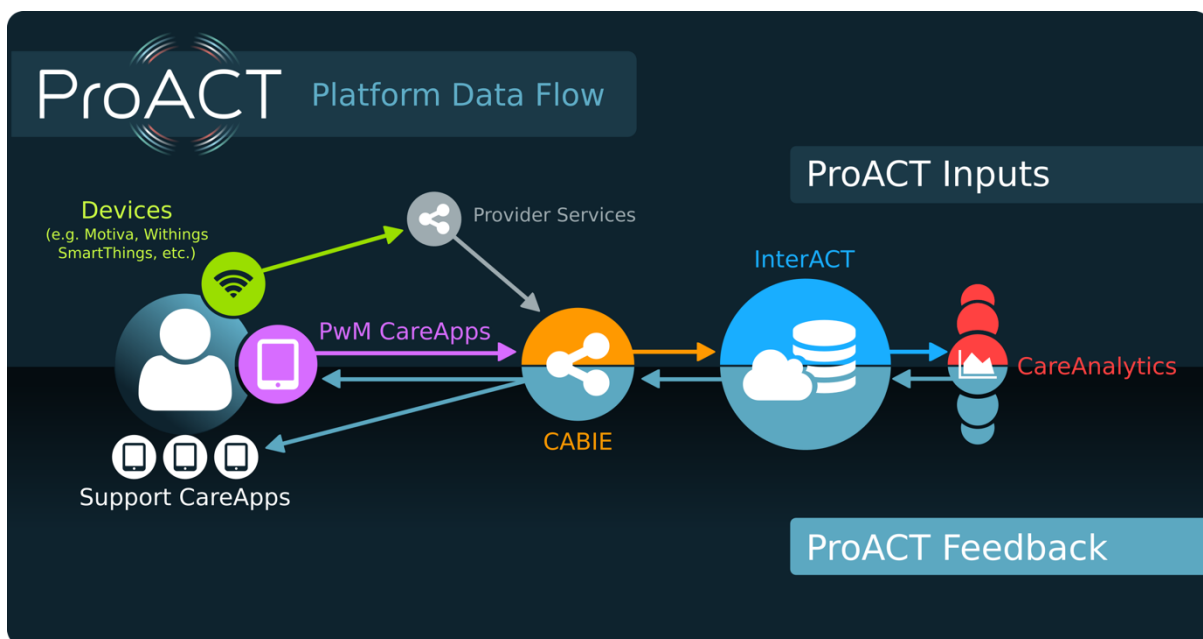 ProACT Platform Data Flow
ProACT Inputs
Devices
(e.g. Motiva, Withings
SmartThings, etc.)
Provider Services
InterACT
PwM CareApps
CareAnalytics
CABIE
Support CareApps
ProACT Feedback